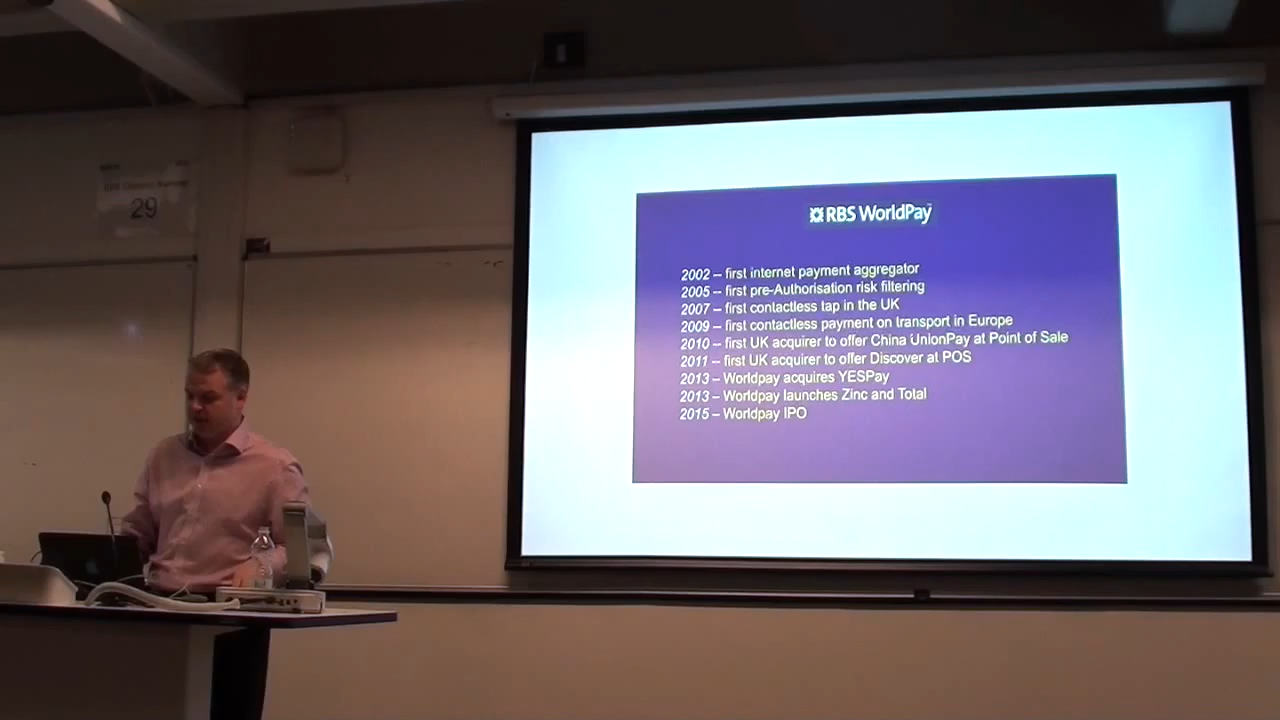 29
RBS WorldPay
2002 – first internet payment aggregator
2005 – first pre-Authorisation risk filtering
2007 – first contactless tap in the UK
2009 – first contactless payment on transport in Europe
2010 – first UK acquirer to offer China UnionPay at Point of Sale
2011 – first UK acquirer to offer Discover at POS
2013 – Worldpay acquires YESPay
2013 – Worldpay launches Zinc and Total
2015 – Worldpay IPO